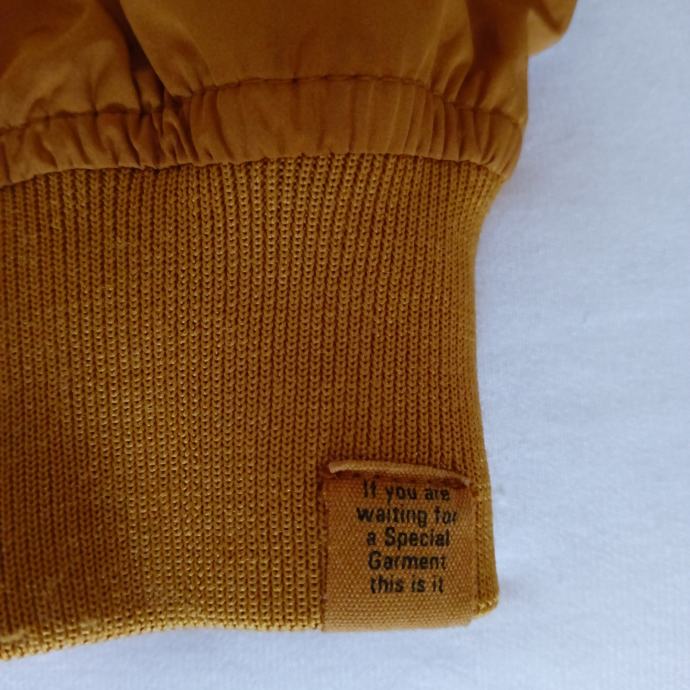 If you are
waiting for
a Special
Garment
this is it